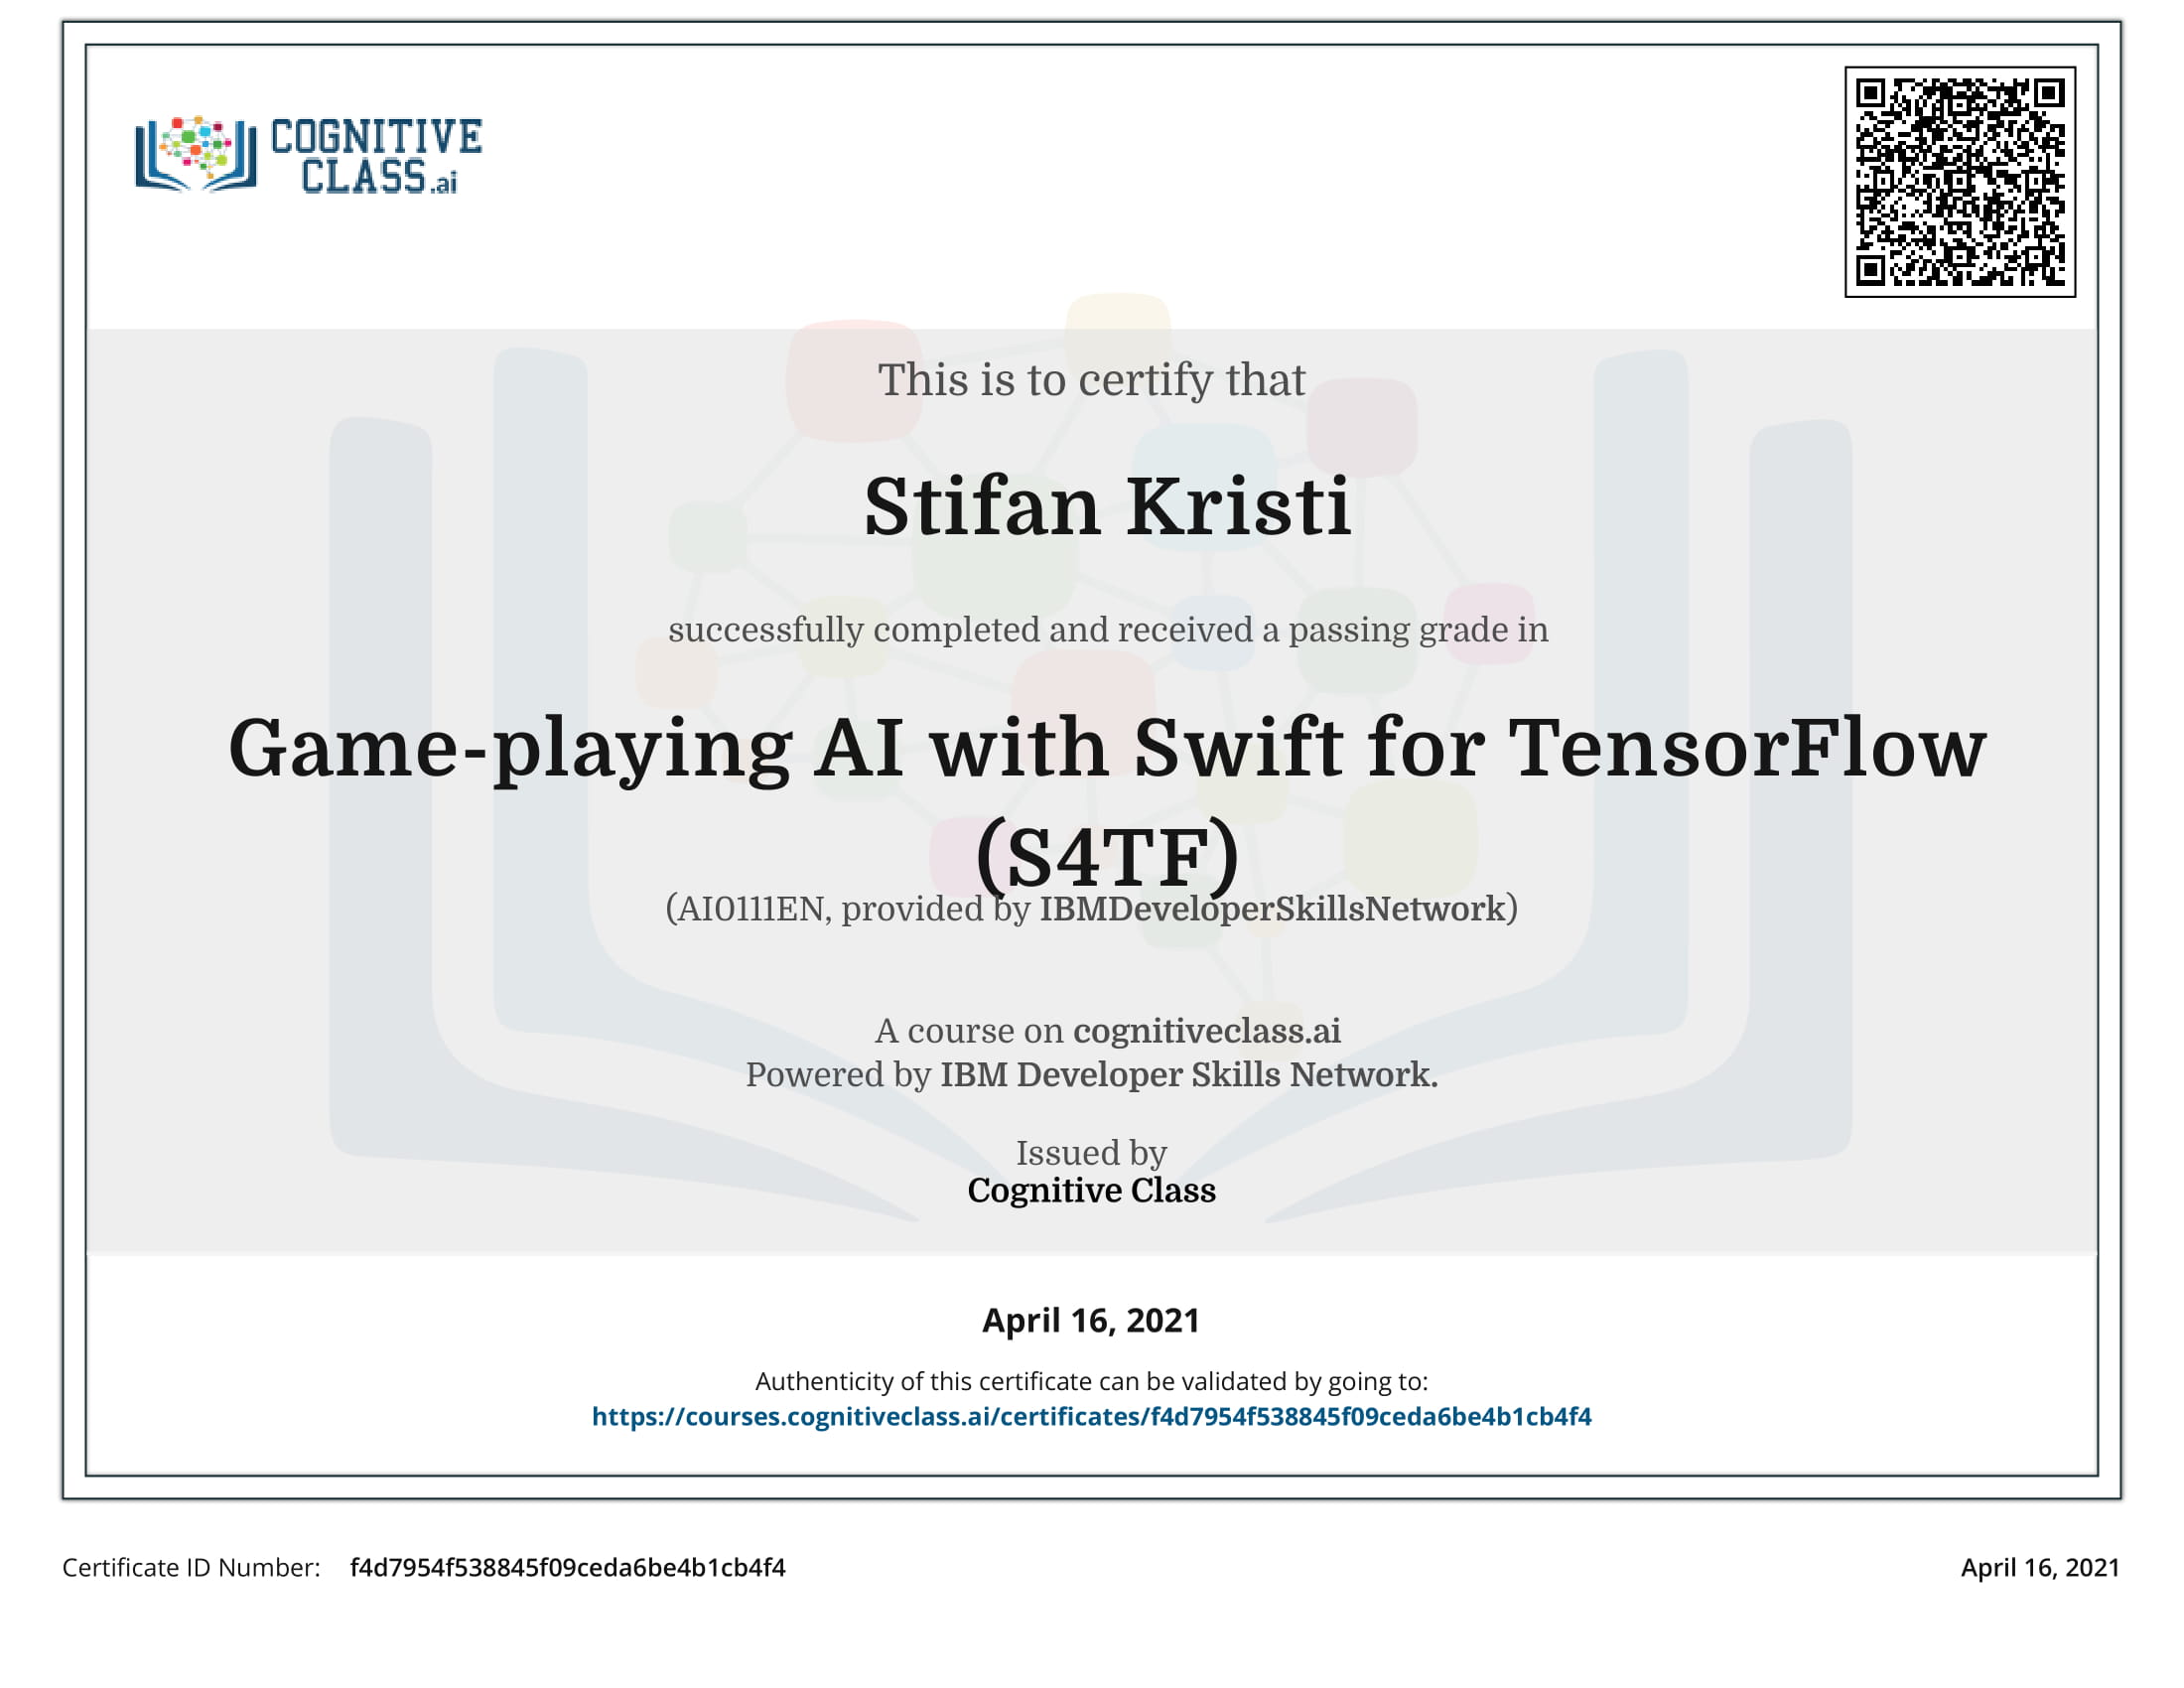 COGNITIVE
CLASS.ai
This is to certify that
Stifan Kristi
successfully completed and received a passing grade in
Game-playing AI with Swift for TensorFlow
(S4TF)
(AI0111EN, provided by IBMDeveloperSkillsNetwork)
A course on cognitiveclass.ai
Powered by IBM Developer Skills Network.
Issued by
Cognitive Class
April 16, 2021
Authenticity of this certificate can be validated by going to:
https://courses.cognitiveclass.ai/certificates/f4d7954f538845f09ceda6be4b1cb4f4
Certificate ID Number: f4d7954f538845f09ceda6be4b1cb4f4
April 16, 2021